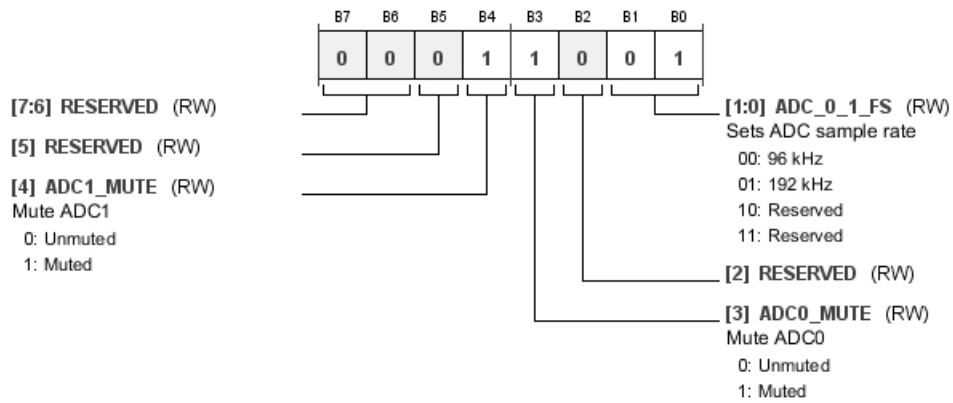 B7 B6 B5 B4 B3 B2 B1 B0
0 0 0 1 1 0 0 1
[7:6] RESERVED (RW)
[5] RESERVED (RW)
[4] ADC1_MUTE (RW)
Mute ADC1
0: Unmuted
1: Muted
[1:0] ADC_0_1_FS (RW)
Sets ADC sample rate
00: 96 kHz
01: 192 kHz
10: Reserved
11: Reserved
[2] RESERVED (RW)
[3] ADC0_MUTE (RW)
Mute ADC0
0: Unmuted
1: Muted